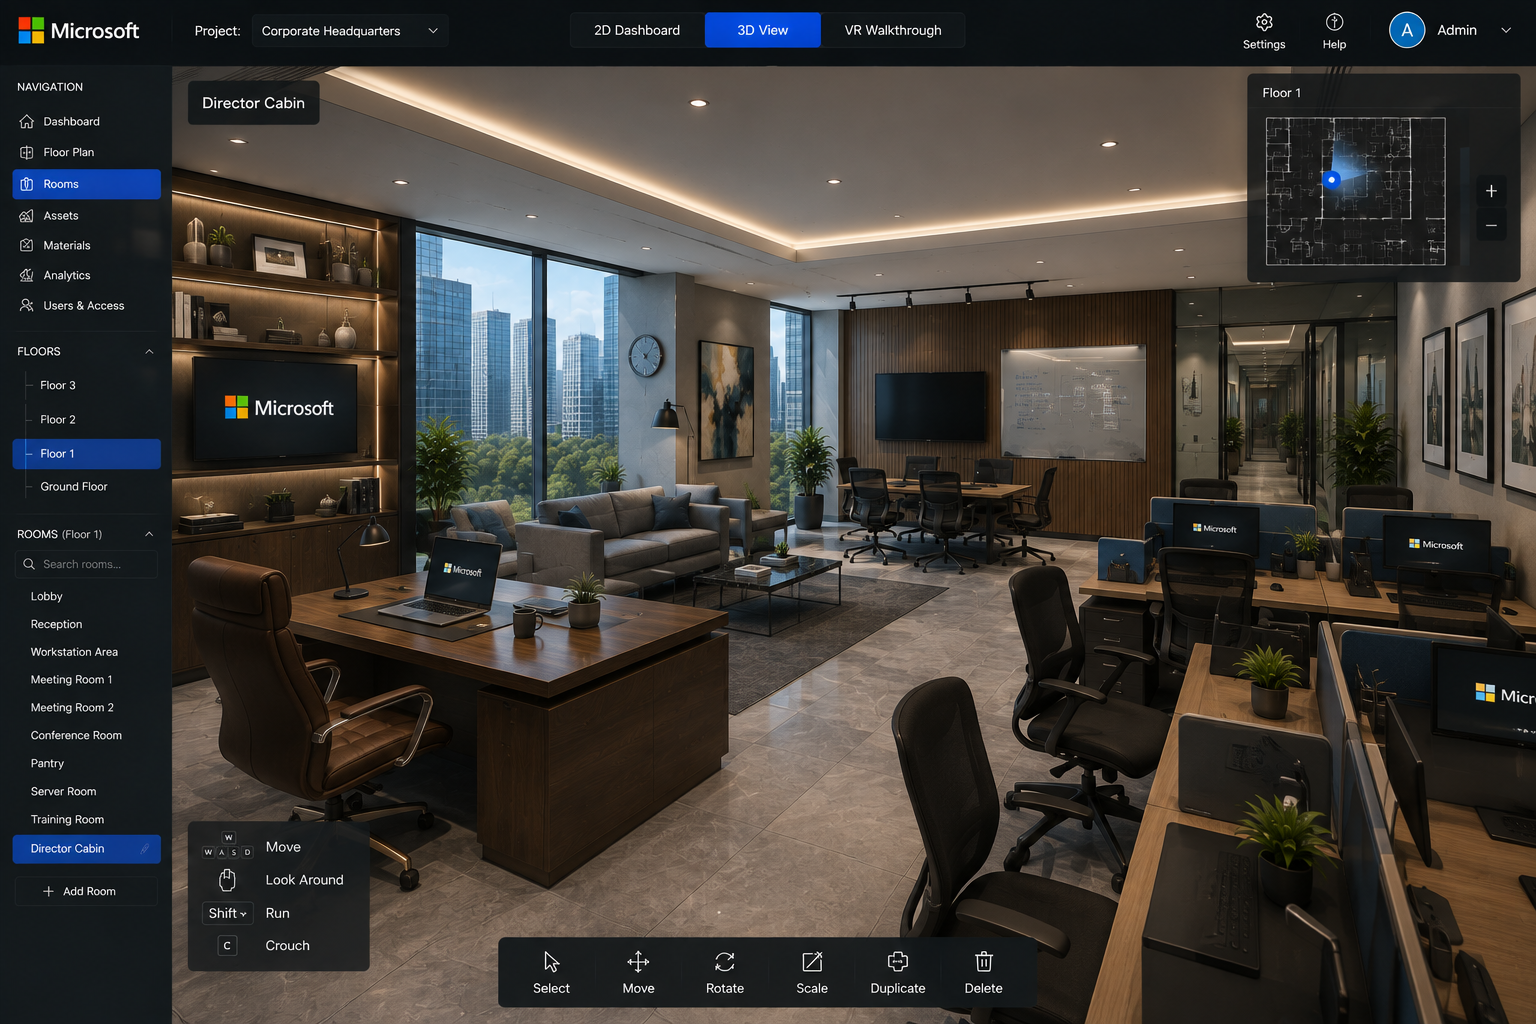 Microsoft
Project:
Corporate Headquarters
2D Dashboard
3D View
VR Walkthrough
Settings
Help
A
Admin
NAVIGATION
Dashboard
Floor Plan
Rooms
Assets
Materials
Analytics
Users & Access
FLOORS
Floor 3
Floor 2
Floor 1
Ground Floor
ROOMS (Floor 1)
Search rooms...
Lobby
Reception
Workstation Area
Meeting Room 1
Meeting Room 2
Conference Room
Pantry
Server Room
Training Room
Director Cabin
+ Add Room
Director Cabin
Floor 1
+
−
Microsoft
Microsoft
Microsoft
Microsoft
Micr
W
W A S D
Move
Look Around
Shift
Run
C
Crouch
Select
Move
Rotate
Scale
Duplicate
Delete